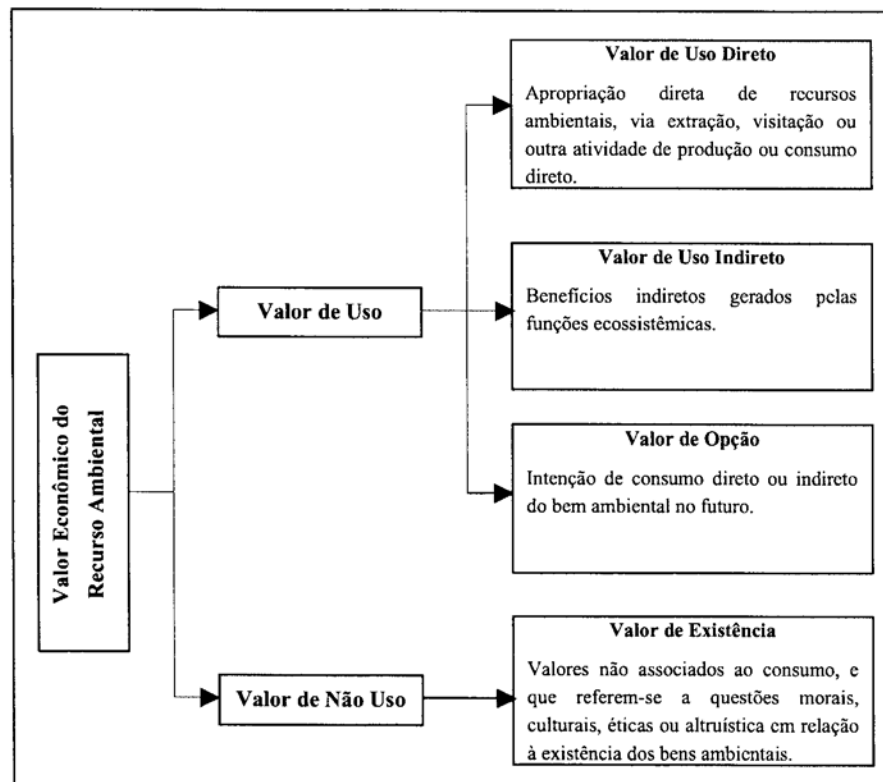 Valor Econômico do
Recurso Ambiental
Valor de Uso
Valor de Uso Direto
Apropriação direta de recursos
ambientais, via extração, visitação ou
outra atividade de produção ou consumo
direto.
Valor de Uso Indireto
Benefícios indiretos gerados pelas
funções ecossistêmicas.
Valor de Opção
Intenção de consumo direto ou indireto
do bem ambiental no futuro.
Valor de Não Uso
Valor de Existência
Valores não associados ao consumo, e
que referem-se a questões morais,
culturais, éticas ou altruística em relação
à existência dos bens ambientais.